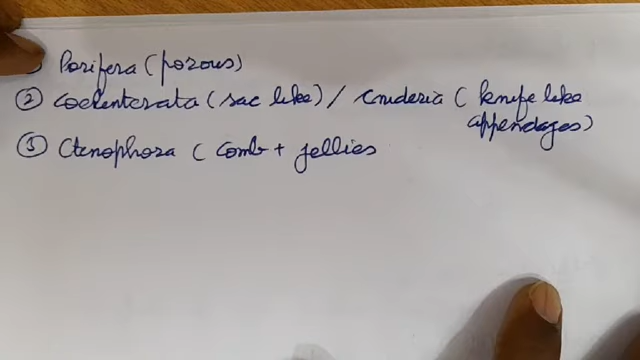 Porifera (porous)
② Coelenterata (sac like) / Cnideria ( knife like
appendages)
③ Ctenophora ( comb + jellies